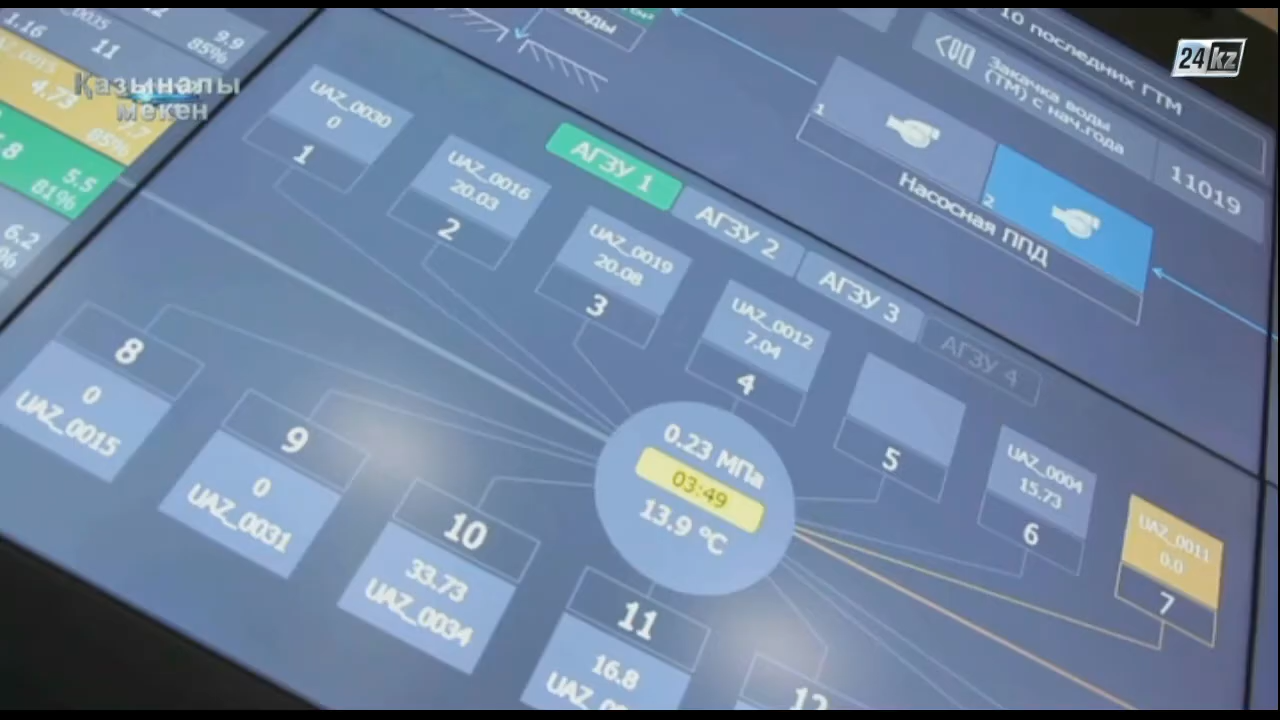 9.9
1.16
11
85%
4.73
85%
5.5
81%
6.2
Қазыналы
мекен
24kz
воды
10 последних ГТМ
Закачка воды
(ТМ) с нач.года
11019
1
2
Насосная ППД
АГЗУ 1
АГЗУ 2
АГЗУ 3
АГЗУ 4
UAZ_0030
0
1
UAZ_0016
20.03
2
UAZ_0019
20.08
3
UAZ_0012
7.04
4
5
UAZ_0004
15.73
6
UAZ_0011
0.0
7
0.23 МПа
03:49
13.9 °C
8
0
UAZ_0015
9
0
UAZ_0031
10
33.73
UAZ_0034
11
16.8
12